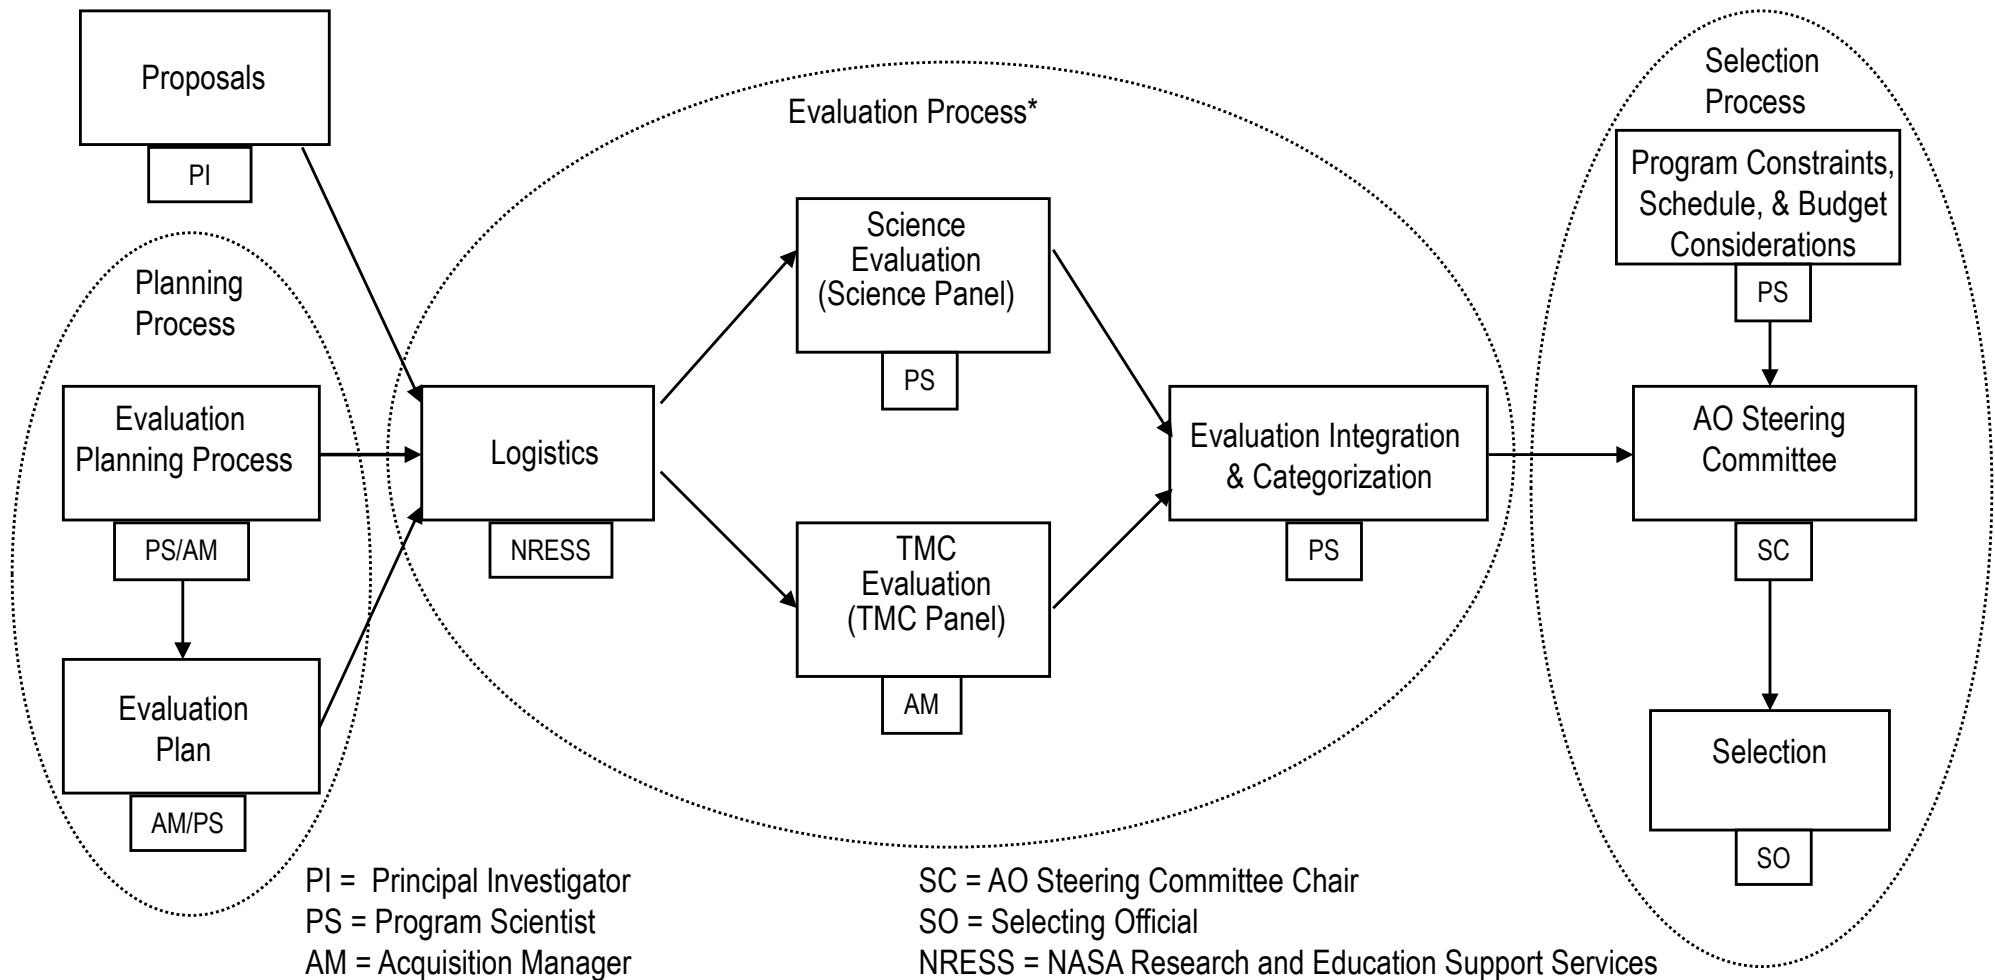 Proposals
PI
Planning
Process
Evaluation
Planning Process
PS/AM
Evaluation
Plan
AM/PS
Evaluation Process*
Logistics
NRESS
Science
Evaluation
(Science Panel)
PS
TMC
Evaluation
(TMC Panel)
AM
Evaluation Integration
& Categorization
PS
Selection
Process
Program Constraints,
Schedule, & Budget
Considerations
PS
AO Steering
Committee
SC
Selection
SO
PI = Principal Investigator
PS = Program Scientist
AM = Acquisition Manager
SC = AO Steering Committee Chair
SO = Selecting Official
NRESS = NASA Research and Education Support Services